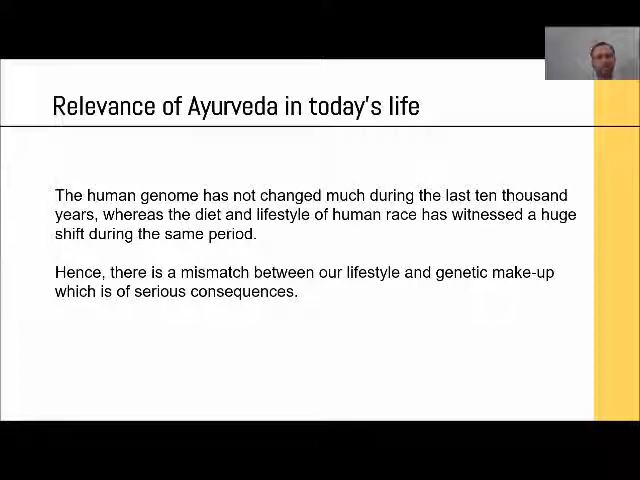 Relevance of Ayurveda in today's life
The human genome has not changed much during the last ten thousand
years, whereas the diet and lifestyle of human race has witnessed a huge
shift during the same period.
Hence, there is a mismatch between our lifestyle and genetic make-up
which is of serious consequences.